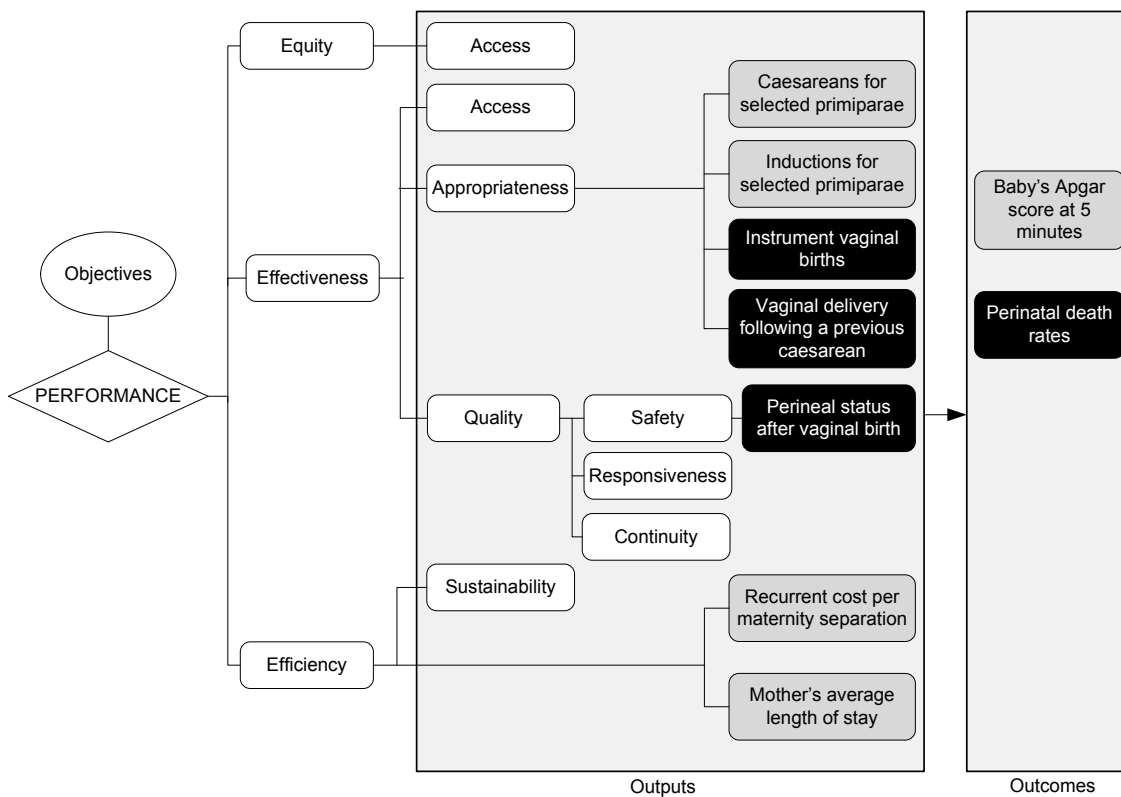 Objectives
PERFORMANCE
Equity
Effectiveness
Efficiency
Access
Access
Appropriateness
Quality
Sustainability
Safety
Responsiveness
Continuity
Caesareans for
selected primiparae
Inductions for
selected primiparae
Instrument vaginal
births
Vaginal delivery
following a previous
caesarean
Perineal status
after vaginal birth
Recurrent cost per
maternity separation
Mother's average
length of stay
Outputs
Baby's Apgar
score at 5
minutes
Perinatal death
rates
Outcomes